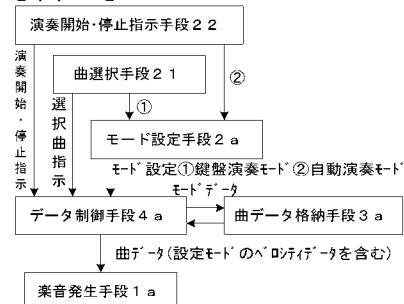 演奏開始・停止指示手段２２
演奏開始・停止指示
曲選択手段２１
②
選択曲指示
①
モード設定手段２ａ
ﾓｰﾄﾞ設定①鍵盤演奏ﾓｰﾄﾞ②自動演奏ﾓｰﾄﾞ
ﾓｰﾄﾞﾃﾞｰﾀ
データ制御手段４ａ
曲データ格納手段３ａ
曲ﾃﾞｰﾀ(設定ﾓｰﾄﾞのﾍﾞﾛｼﾃｨﾃﾞｰﾀを含む)
楽音発生手段１ａ